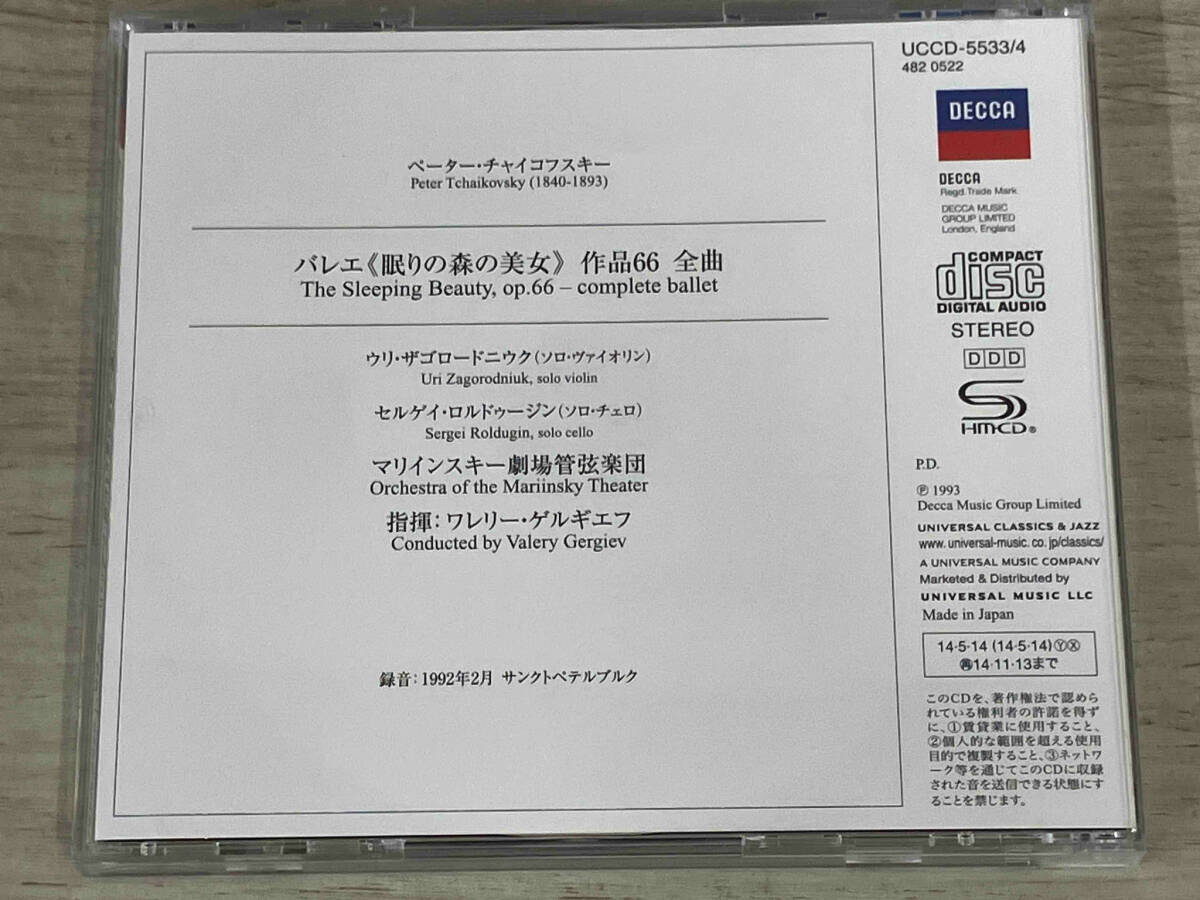 ペーター・チャイコフスキー
Peter Tchaikovsky (1840-1893)
バレエ《眠りの森の美女》 作品66 全曲
The Sleeping Beauty, op.66 – complete ballet
ウリ・ザゴロードニウク(ソロ・ヴァイオリン)
Uri Zagorodniuk, solo violin
セルゲイ・ロルドゥージン(ソロ・チェロ)
Sergei Roldugin, solo cello
マリインスキー劇場管弦楽団
Orchestra of the Mariinsky Theater
指揮:ワレリー・ゲルギエフ
Conducted by Valery Gergiev
録音:1992年2月 サンクトペテルブルク
UCCD-5533/4
482 0522
DECCA
DECCA
Regd. Trade Mark.
DECCA MUSIC
GROUP LIMITED
London, England
COMPACT
disc
DIGITAL AUDIO
STEREO
DDD
SHM-CD®
P.D.
℗ 1993
Decca Music Group Limited
UNIVERSAL CLASSICS & JAZZ
www.universal-music.co.jp/classics/
A UNIVERSAL MUSIC COMPANY
Marketed & Distributed by
UNIVERSAL MUSIC LLC
Made in Japan
14·5·14 (14·5·14)ⓎⓍ
㊢14·11·13まで
このCDを、著作権法で認めら
れている権利者の許諾を得ず
に、①賃貸業に使用すること、
②個人的な範囲を超える使用
目的で複製すること、③ネットワ
ーク等を通じてこのCDに収録
された音を送信できる状態にす
ることを禁じます。